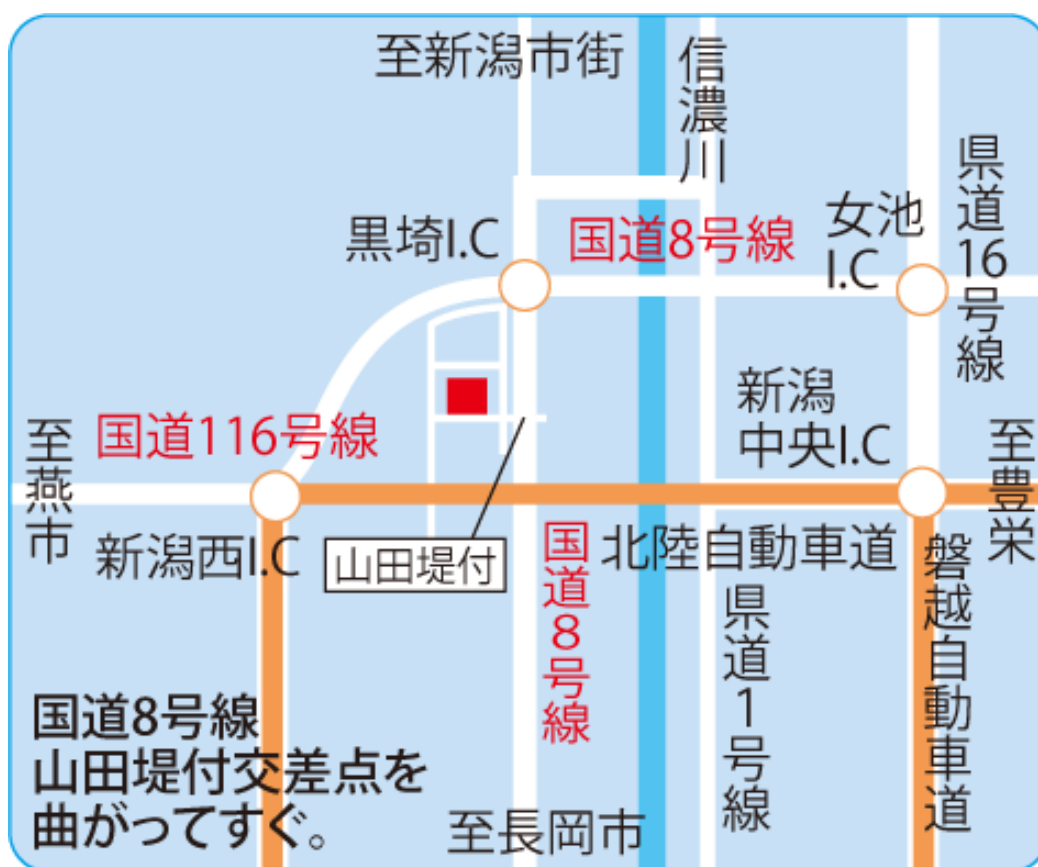 至新潟市街
信濃川
県道16号線
女池
I.C
黒埼I.C
国道8号線
新潟
中央I.C
国道116号線
至燕市
至豊栄
新潟西I.C
山田堤付
国道8号線
北陸自動車道
県道1号線
磐越自動車道
国道8号線
山田堤付交差点を
曲がってすぐ。
至長岡市